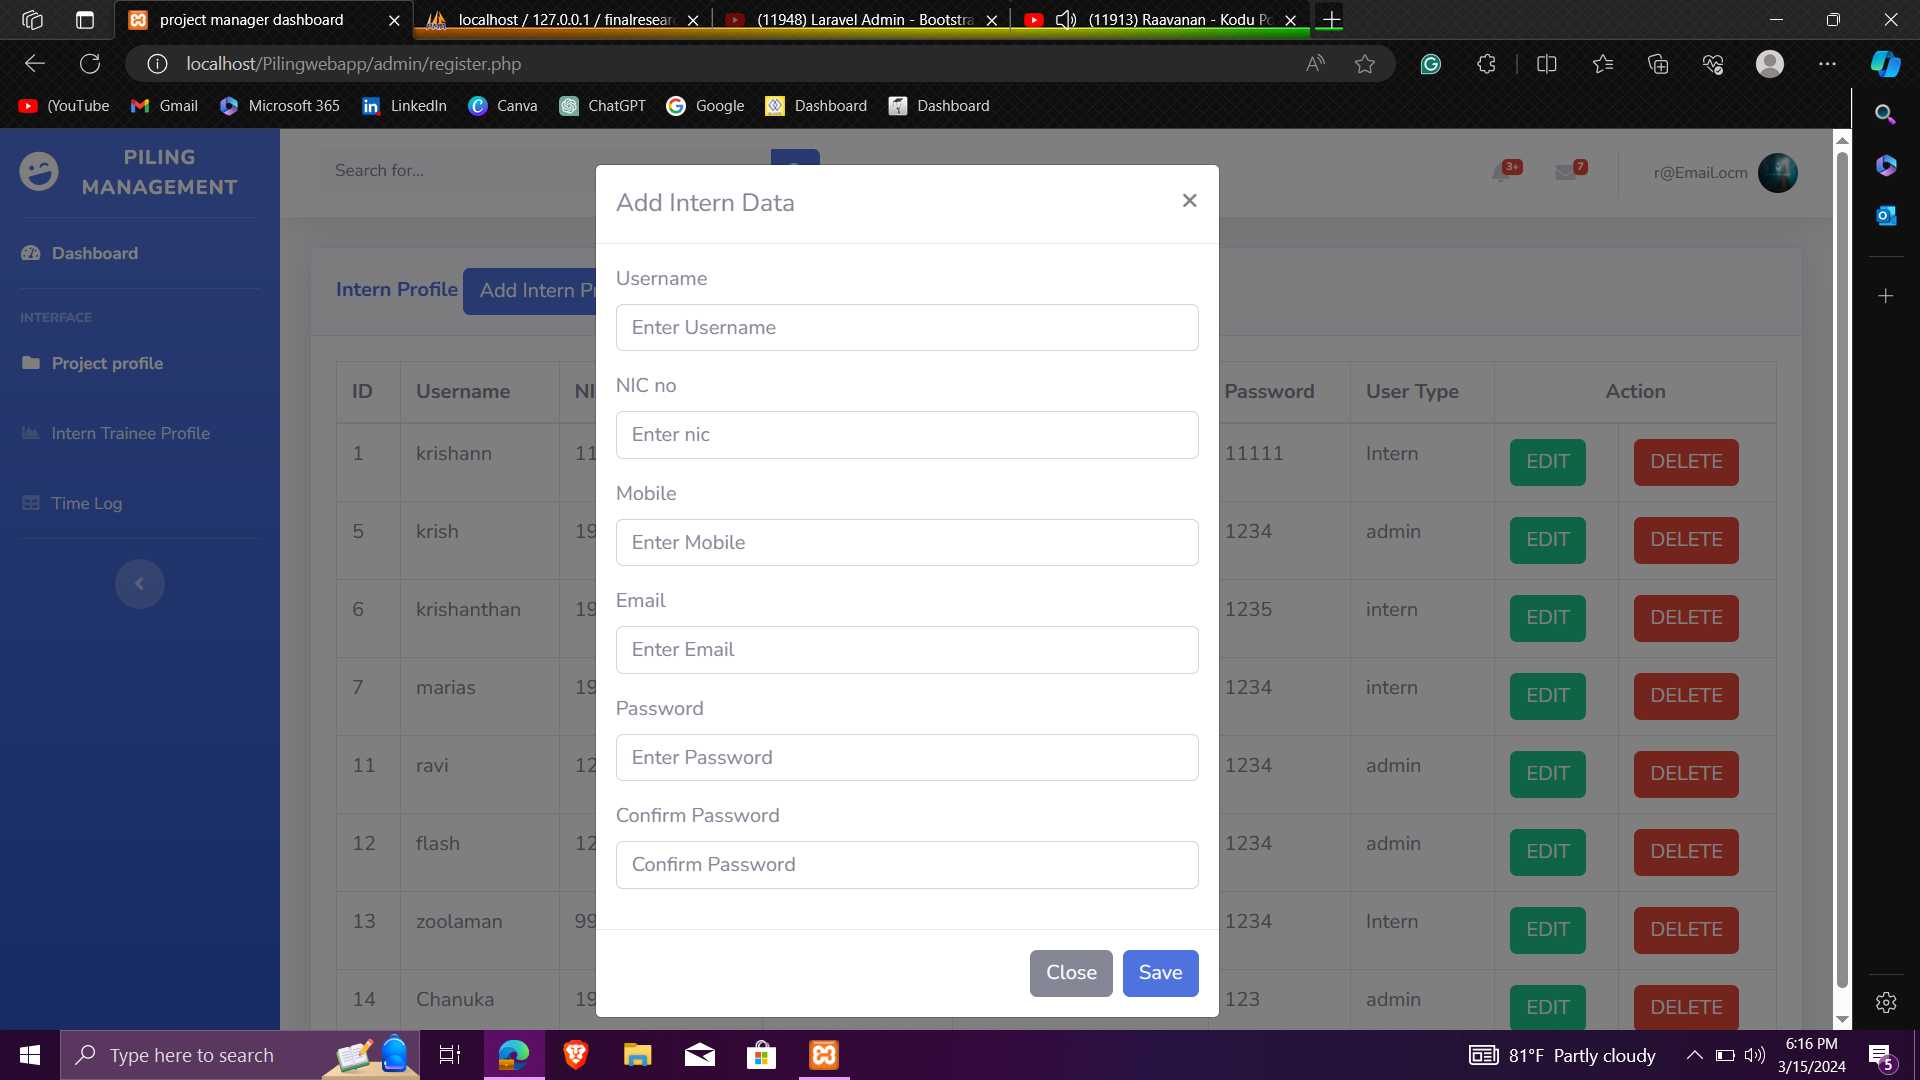 project manager dashboard
localhost / 127.0.0.1 / finalresear
(11948) Laravel Admin - Bootstra
(11913) Raavanan - Kodu Po
localhost/Pilingwebapp/admin/register.php
(YouTube
Gmail
Microsoft 365
LinkedIn
Canva
ChatGPT
Google
Dashboard
Dashboard
PILING
MANAGEMENT
Search for...
3+
7
r@Email.ocm
Dashboard
INTERFACE
Project profile
Intern Trainee Profile
Time Log
Intern Profile
Add Intern Pr
Add Intern Data
Username
Enter Username
NIC no
Enter nic
Mobile
Enter Mobile
Email
Enter Email
Password
Enter Password
Confirm Password
Confirm Password
Close
Save
ID Username NI Password User Type Action
1 krishann 11 11111 Intern EDIT DELETE
5 krish 19 1234 admin EDIT DELETE
6 krishanthan 19 1235 intern EDIT DELETE
7 marias 19 1234 intern EDIT DELETE
11 ravi 12 1234 admin EDIT DELETE
12 flash 12 1234 admin EDIT DELETE
13 zoolaman 99 1234 Intern EDIT DELETE
14 Chanuka 19 123 admin EDIT DELETE
Type here to search
81°F Partly cloudy
6:16 PM
3/15/2024
5